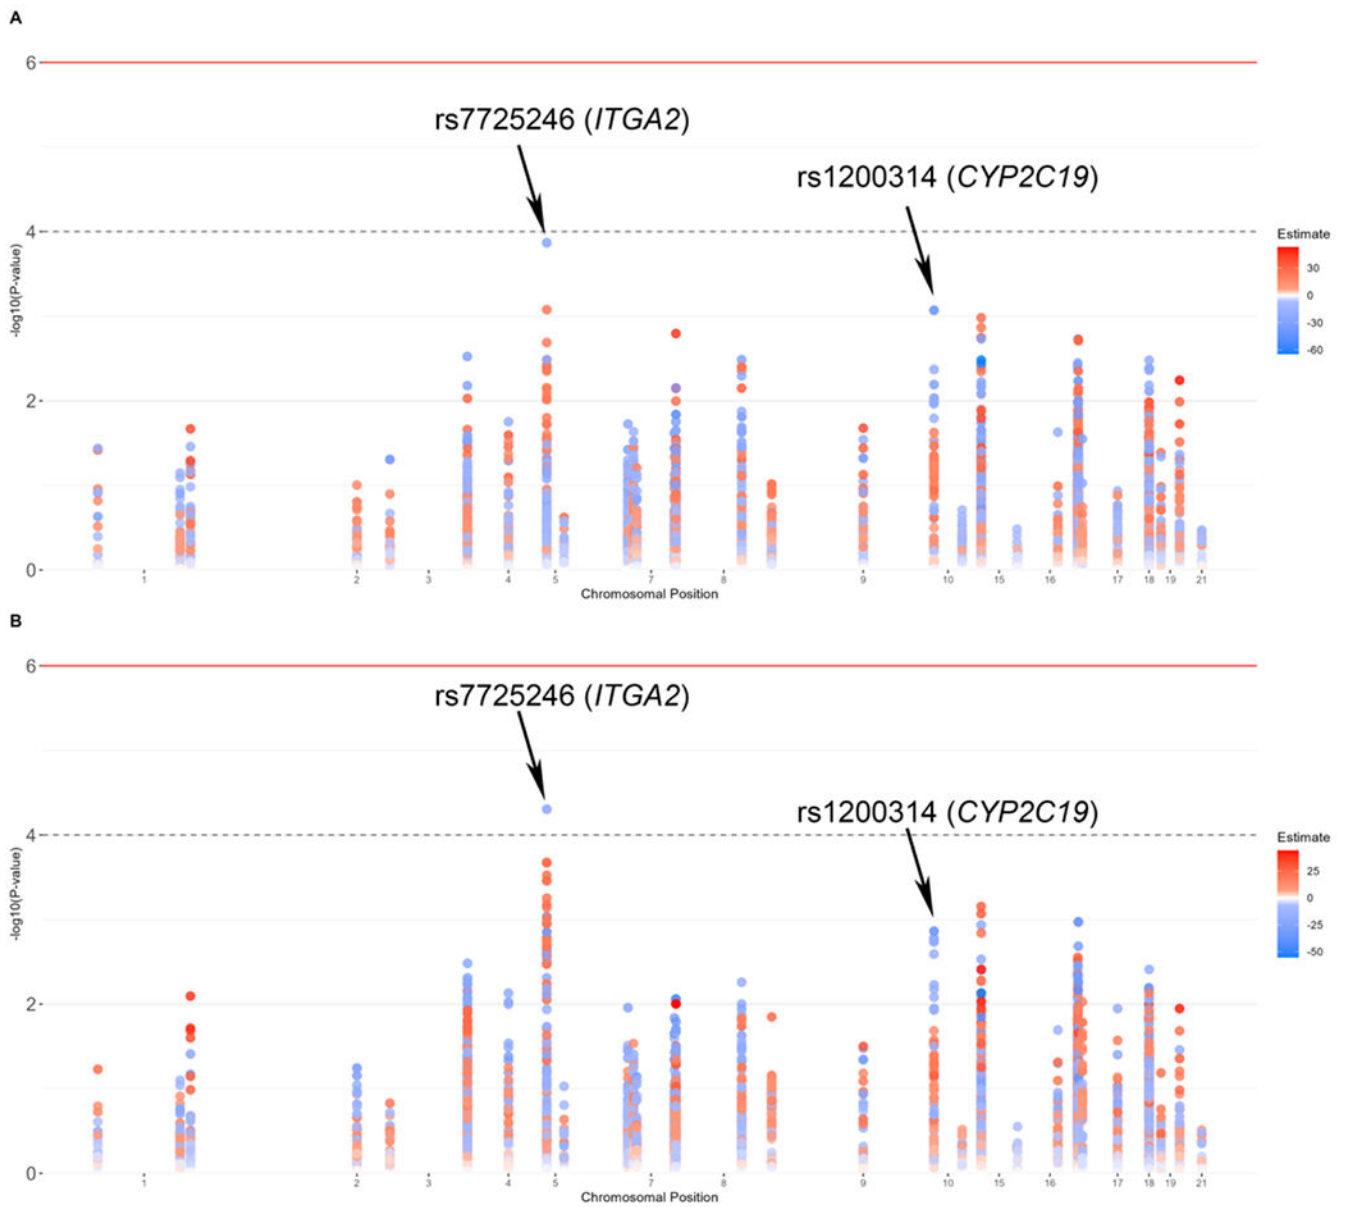 A
6
rs7725246 (ITGA2)
rs1200314 (CYP2C19)
4
Estimate
30
0
-30
-60
-log10(P-value)
2
0
1 2 3 4 5 7 8 9 10 15 16 17 18 19 21
Chromosomal Position
B
6
rs7725246 (ITGA2)
rs1200314 (CYP2C19)
4
Estimate
25
0
-25
-50
-log10(P-value)
2
0
1 2 3 4 5 7 8 9 10 15 16 17 18 19 21
Chromosomal Position